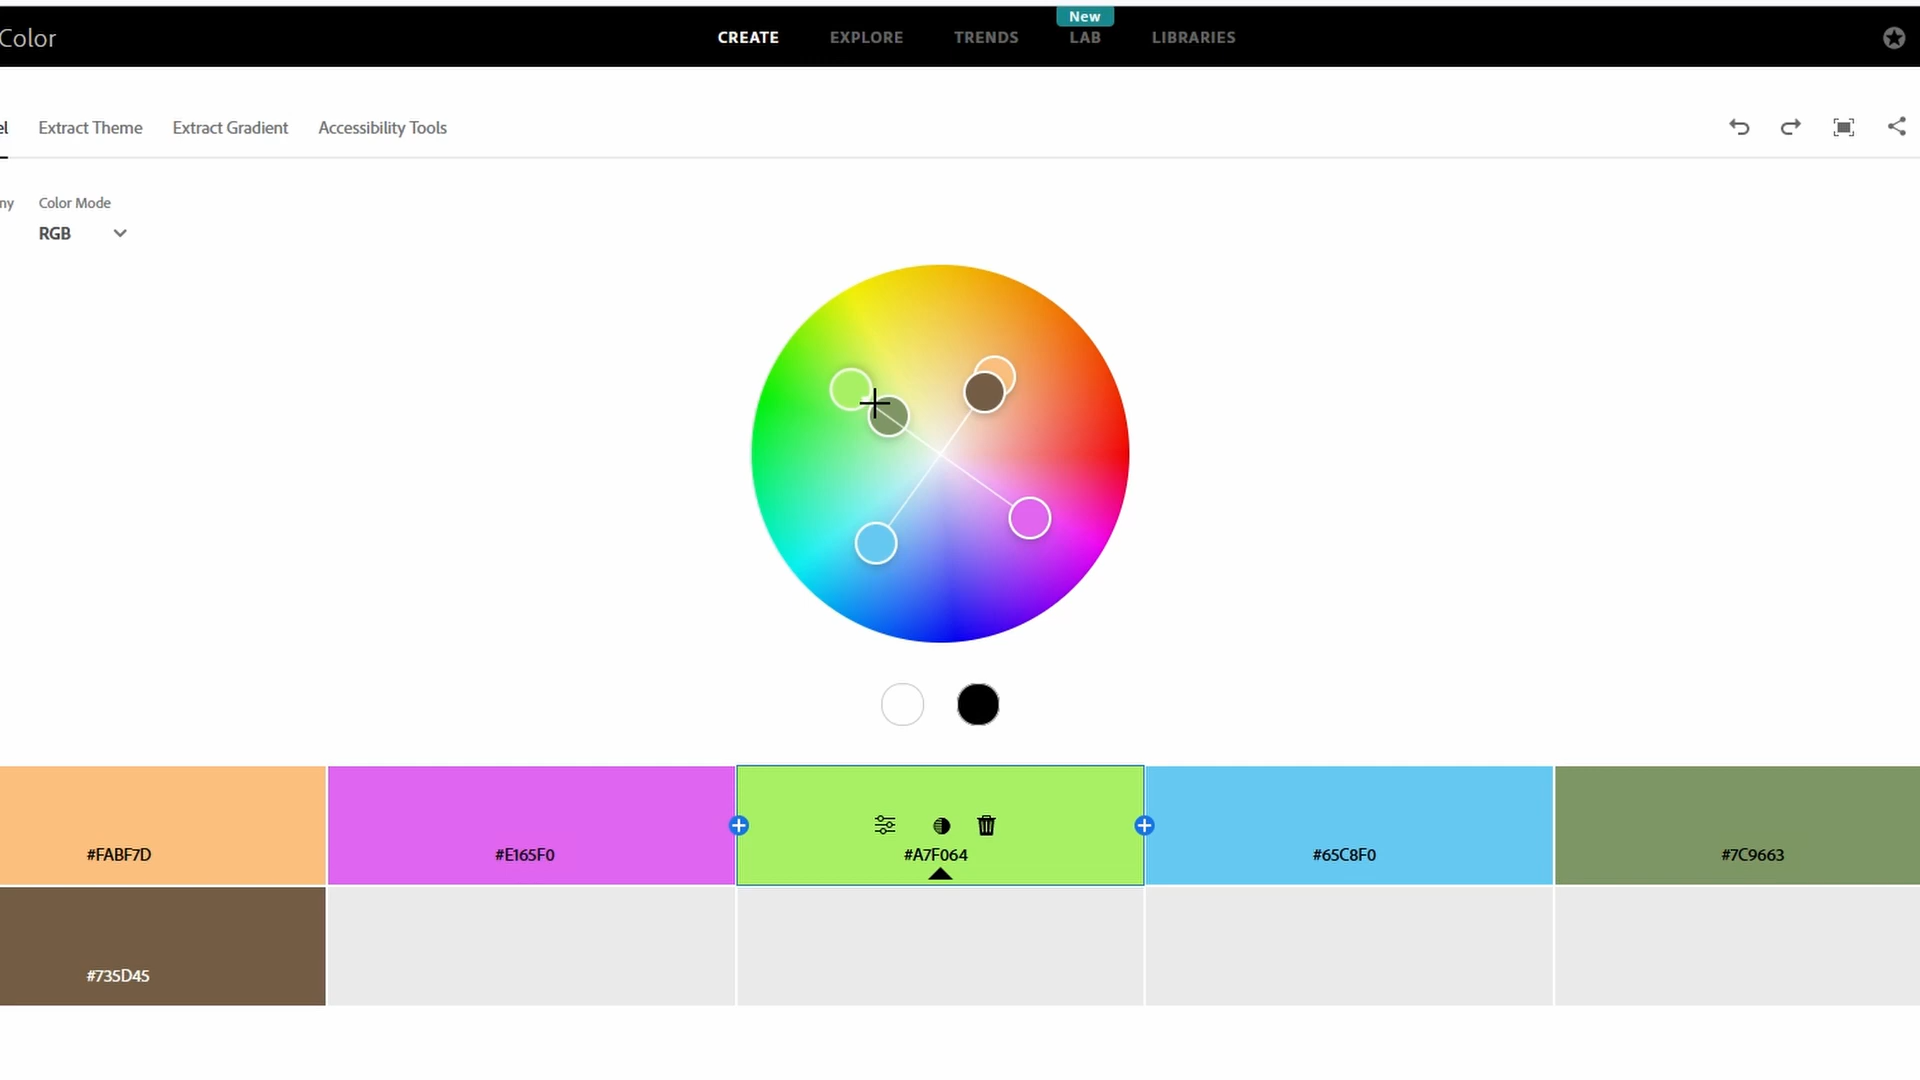 New
Color CREATE EXPLORE TRENDS LAB LIBRARIES
el Extract Theme Extract Gradient Accessibility Tools
ny Color Mode
RGB
#FABF7D #E165F0 #A7F064 #65C8F0 #7C9663
#735D45